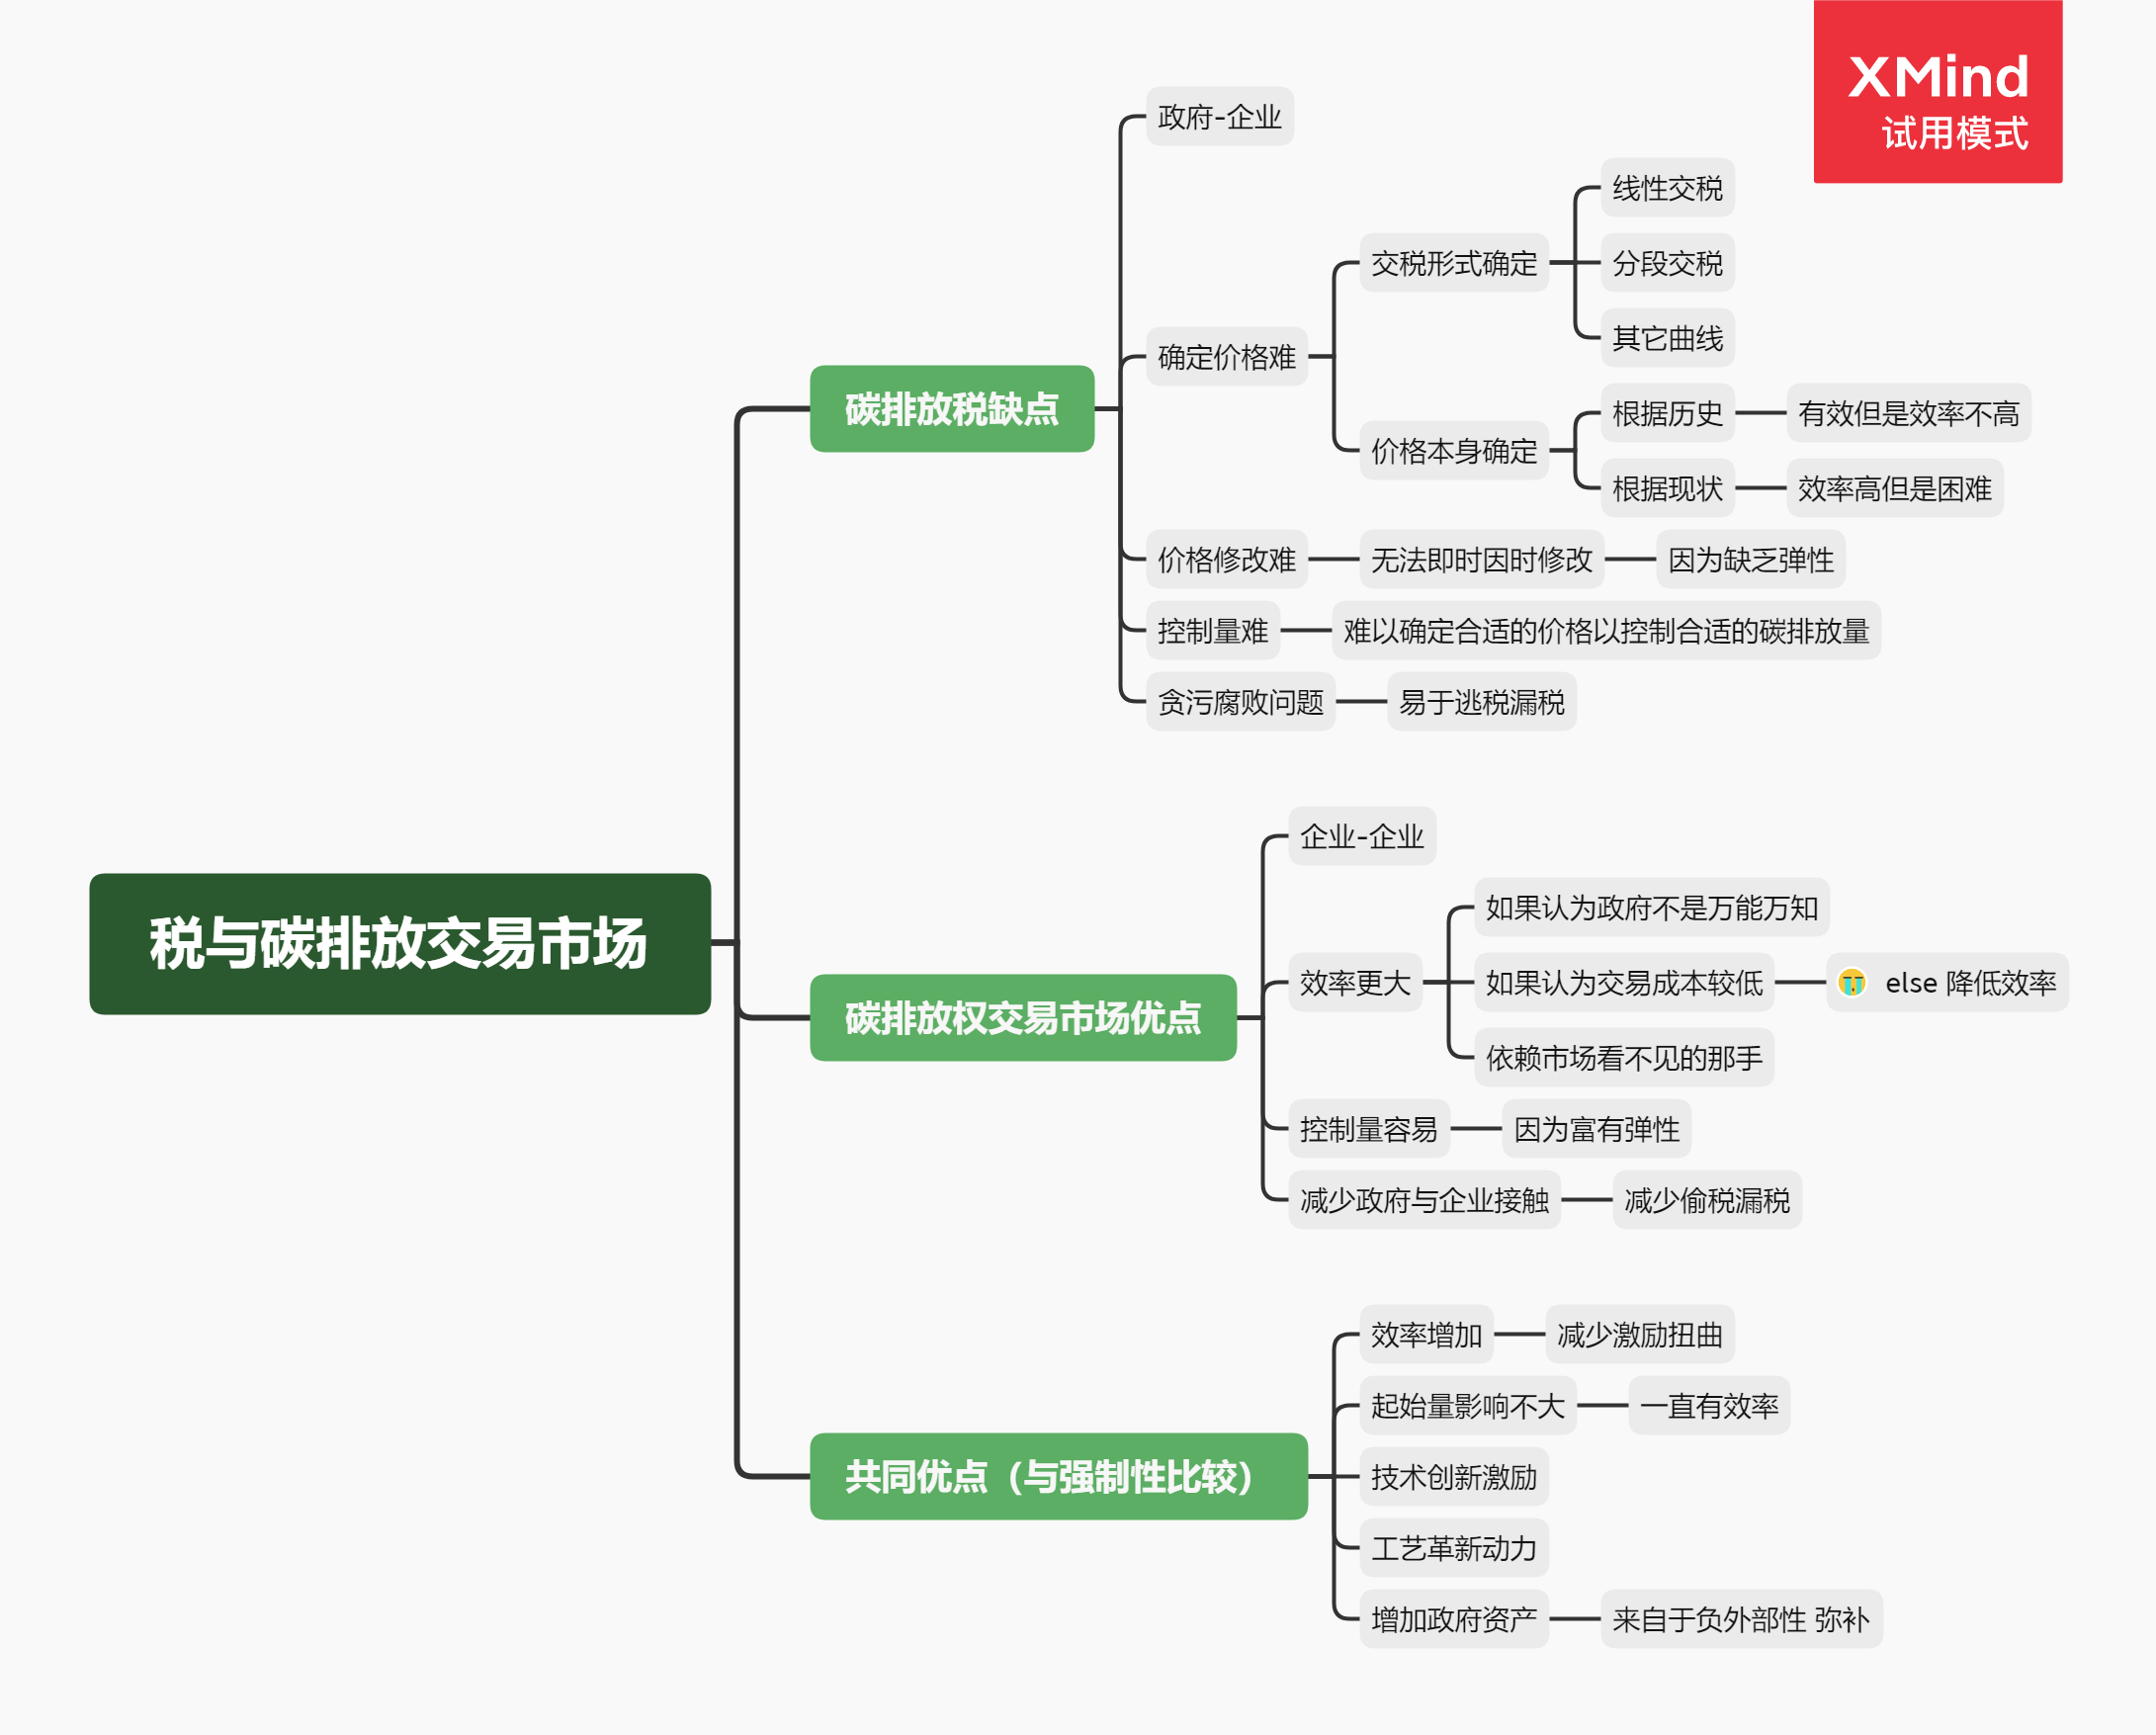 XMind
试用模式
税与碳排放交易市场
碳排放税缺点
政府-企业
确定价格难
交税形式确定
线性交税
分段交税
其它曲线
价格本身确定
根据历史
有效但是效率不高
根据现状
效率高但是困难
价格修改难
无法即时因时修改
因为缺乏弹性
控制量难
难以确定合适的价格以控制合适的碳排放量
贪污腐败问题
易于逃税漏税
碳排放权交易市场优点
企业-企业
效率更大
如果认为政府不是万能万知
如果认为交易成本较低
else 降低效率
依赖市场看不见的那手
控制量容易
因为富有弹性
减少政府与企业接触
减少偷税漏税
共同优点（与强制性比较）
效率增加
减少激励扭曲
起始量影响不大
一直有效率
技术创新激励
工艺革新动力
增加政府资产
来自于负外部性 弥补